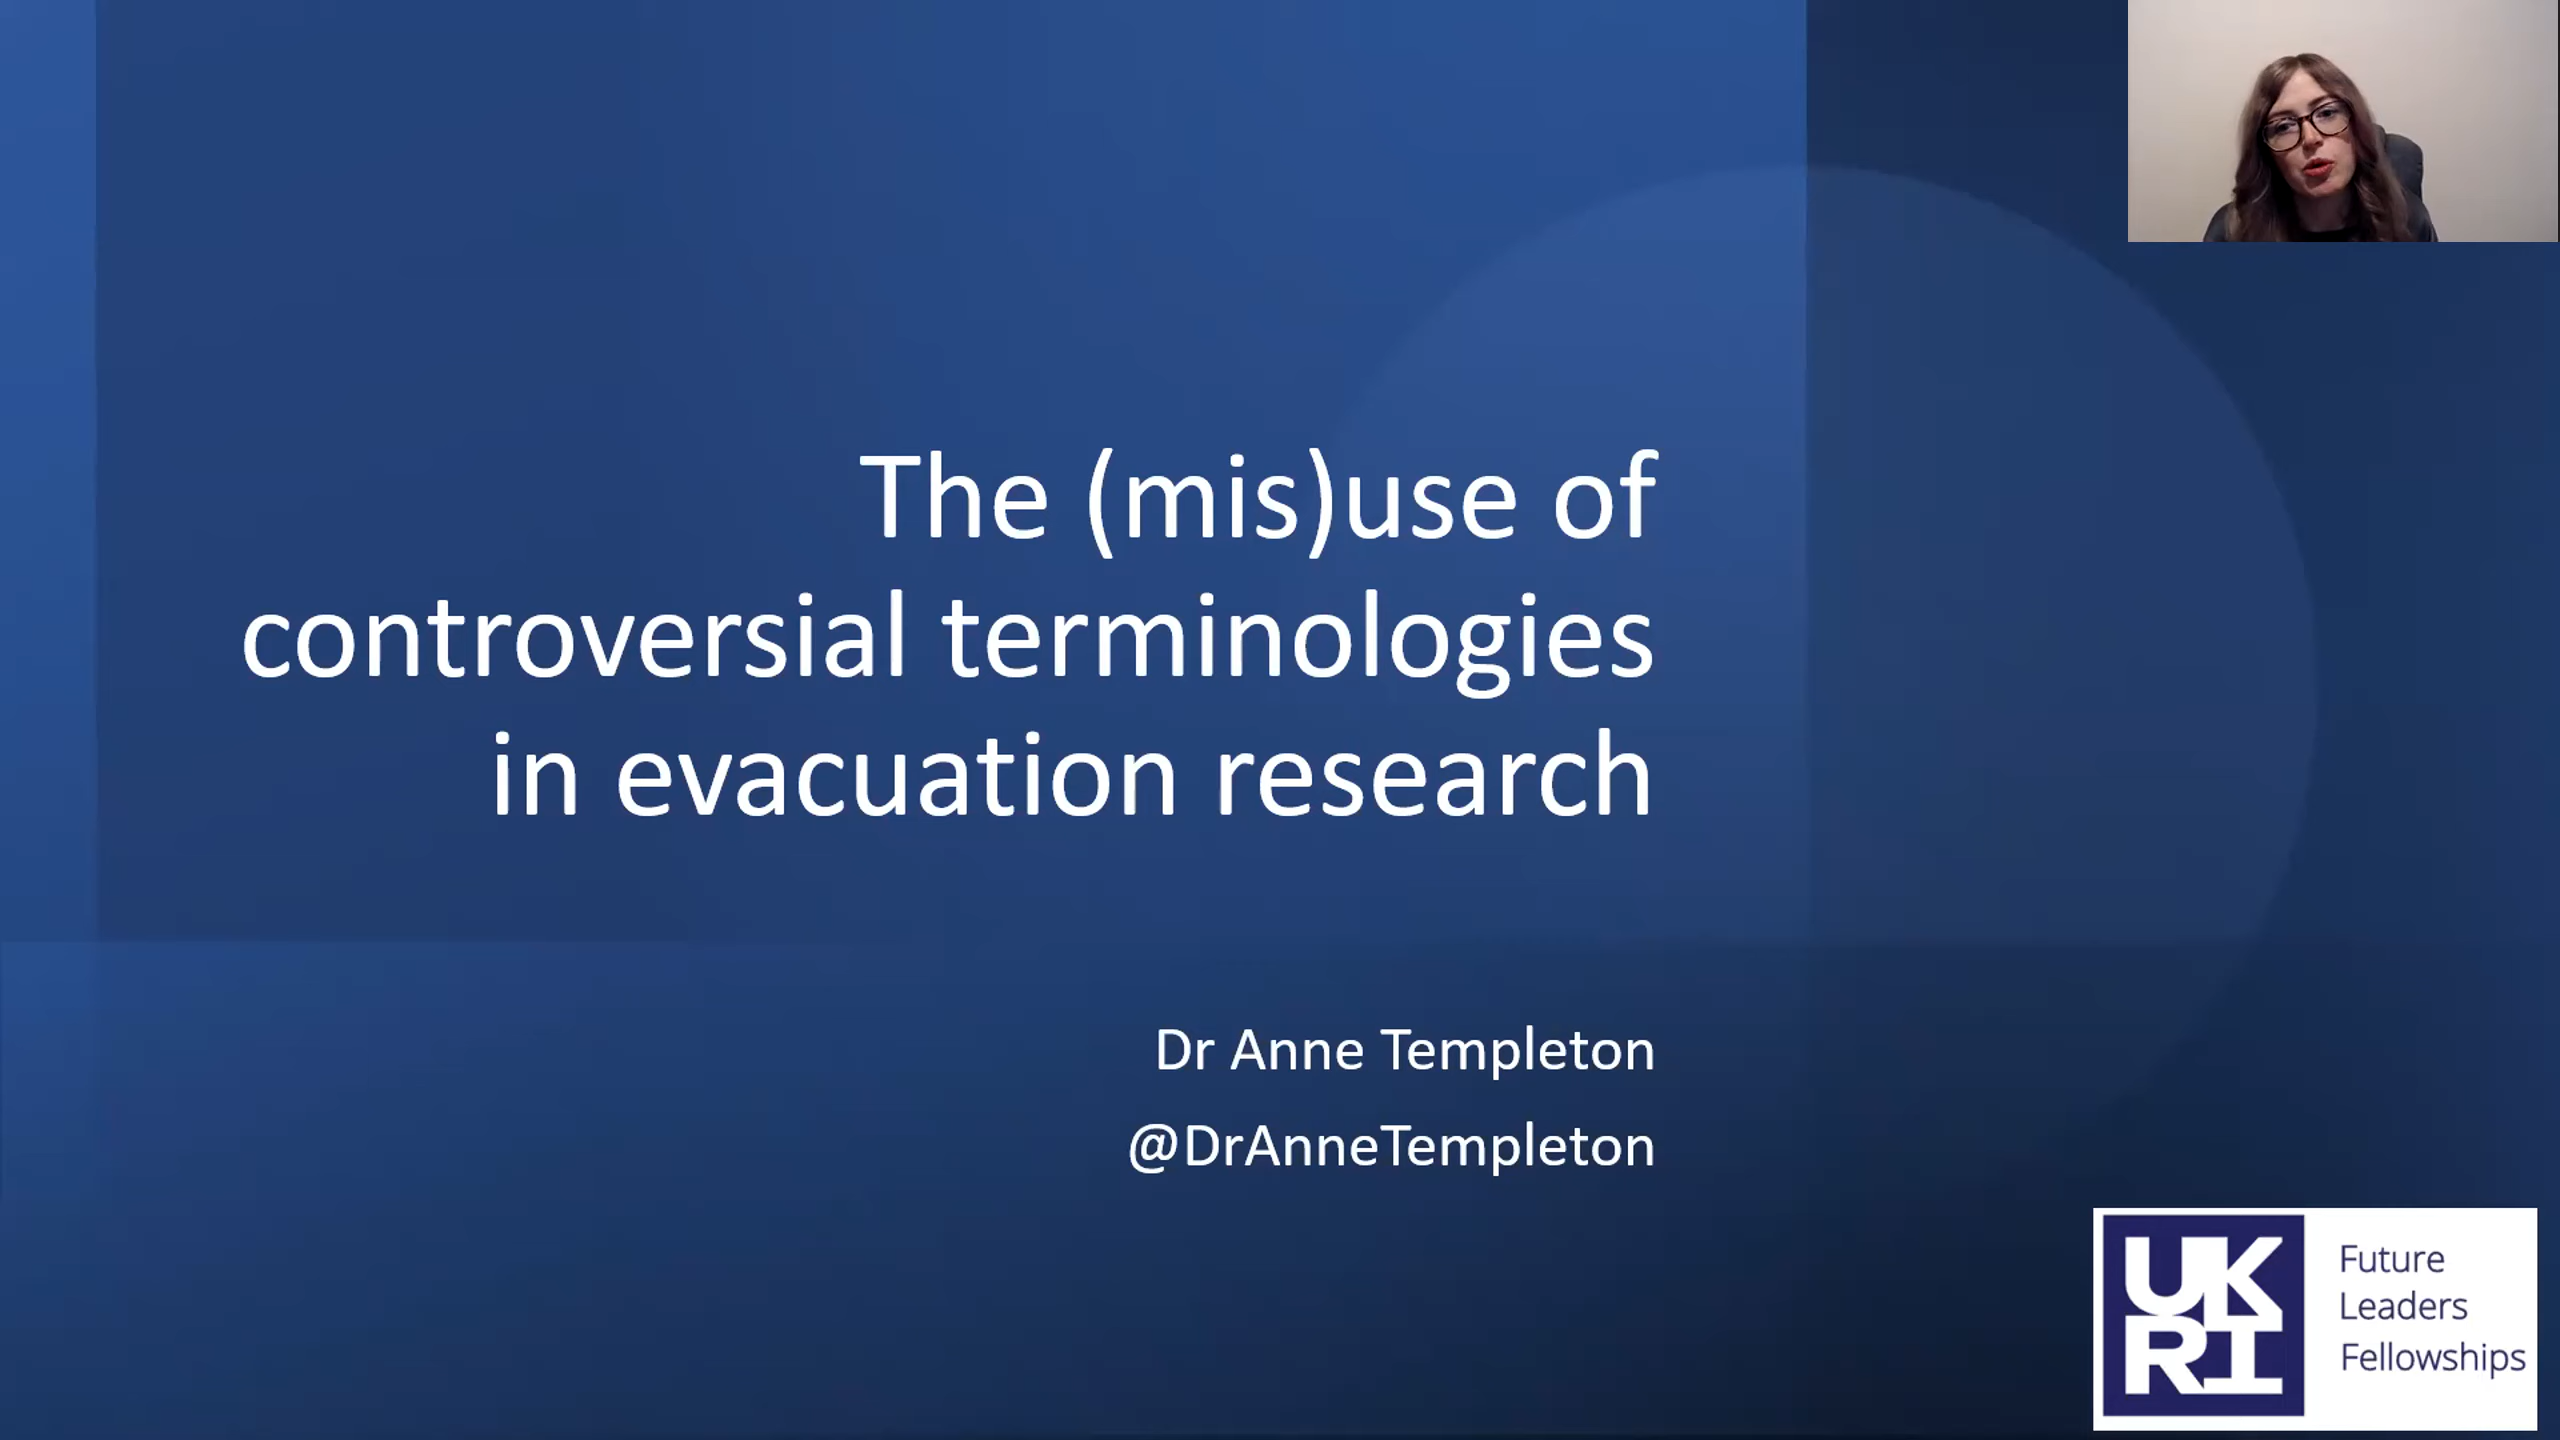 The (mis)use of
controversial terminologies
in evacuation research
Dr Anne Templeton
@DrAnneTempleton
UK
RI
Future
Leaders
Fellowships